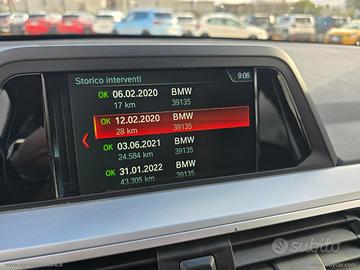 Storico interventi
9:06
OK 06.02.2020 BMW
17 km 39135
OK 12.02.2020 BMW
28 km 39135
OK 03.06.2021 BMW
24.584 km 39135
OK 31.01.2022 BMW
43.305 km 39135
subito